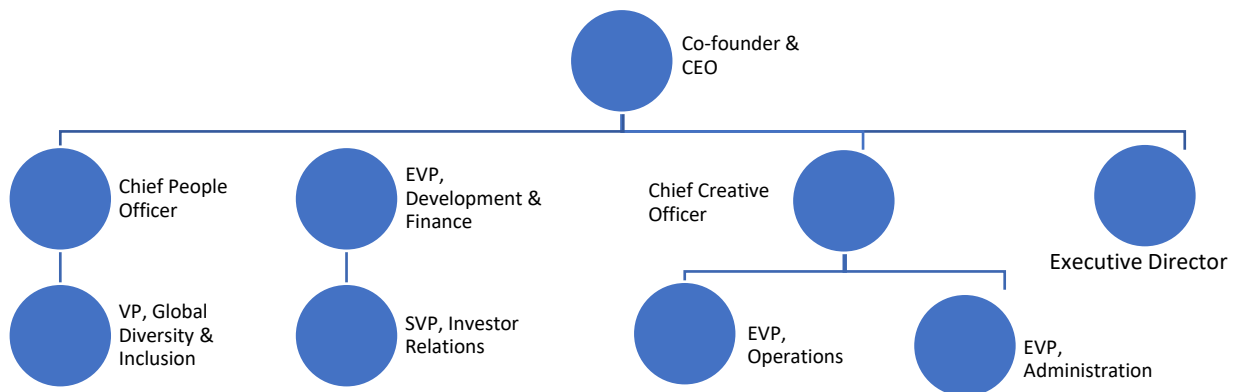 Co-founder &
CEO
Chief People
Officer
EVP,
Development &
Finance
Chief Creative
Officer
Executive Director
VP, Global
Diversity &
Inclusion
SVP, Investor
Relations
EVP,
Operations
EVP,
Administration